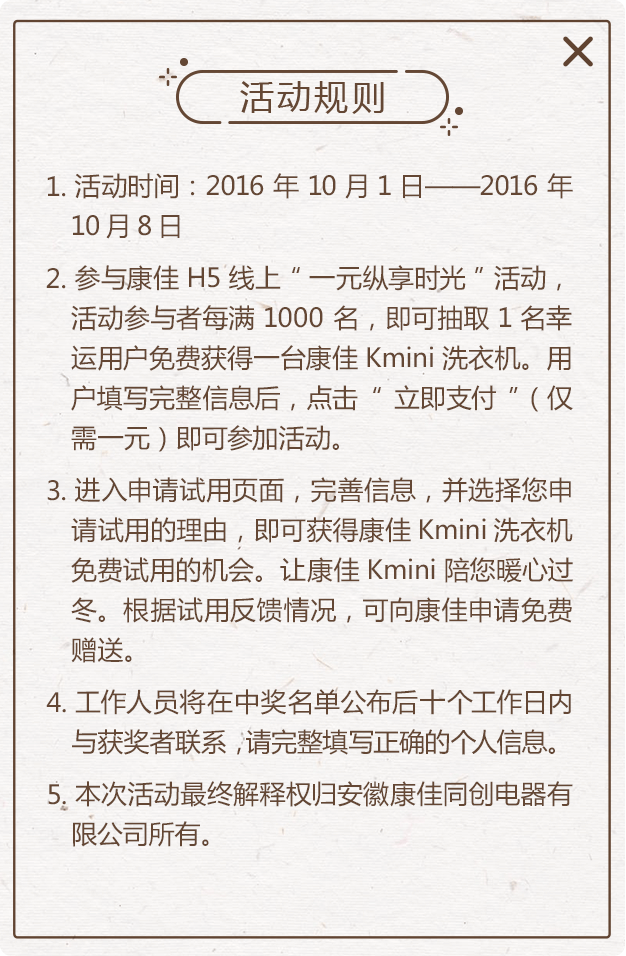 活动规则
1. 活动时间：2016 年 10 月 1 日——2016 年
10 月 8 日
2. 参与康佳 H5 线上“ 一元纵享时光 ”活动，
活动参与者每满 1000 名，即可抽取 1 名幸
运用户免费获得一台康佳 Kmini 洗衣机。用
户填写完整信息后，点击“ 立即支付 ”（ 仅
需一元 ）即可参加活动。
3. 进入申请试用页面，完善信息，并选择您申
请试用的理由，即可获得康佳 Kmini 洗衣机
免费试用的机会。让康佳 Kmini 陪您暖心过
冬。根据试用反馈情况，可向康佳申请免费
赠送。
4. 工作人员将在中奖名单公布后十个工作日内
与获奖者联系，请完整填写正确的个人信息。
5. 本次活动最终解释权归安徽康佳同创电器有
限公司所有。